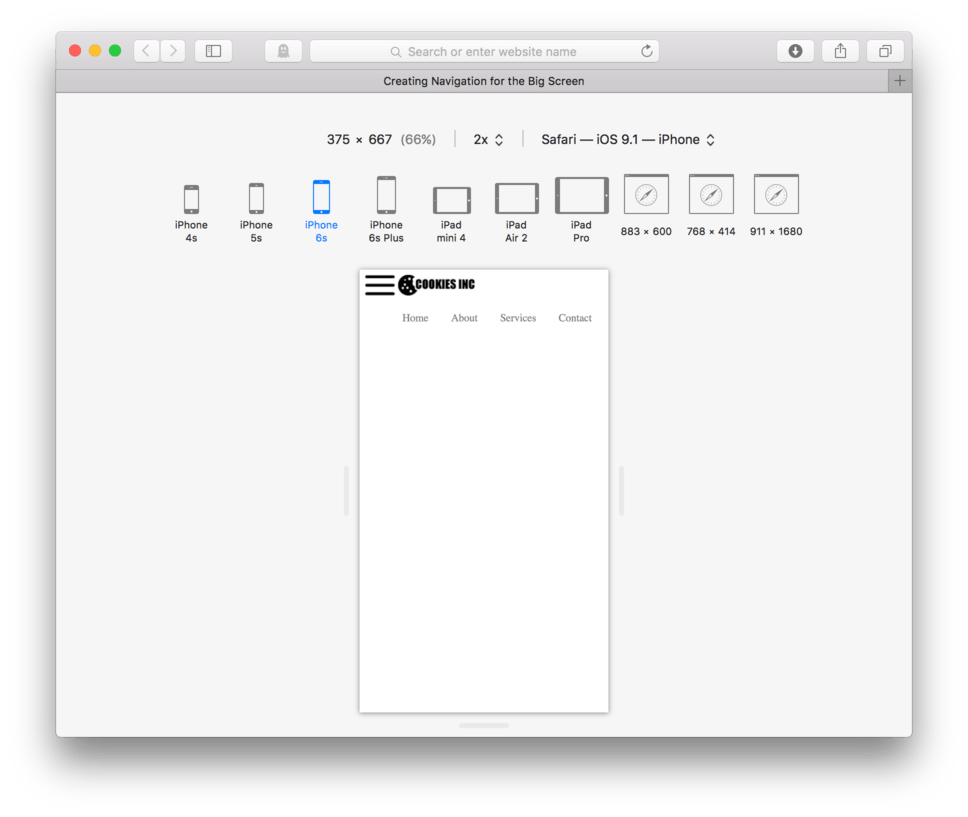 Search or enter website name
Creating Navigation for the Big Screen
375 × 667 (66%) 2x Safari — iOS 9.1 — iPhone
iPhone 4s
iPhone 5s
iPhone 6s
iPhone 6s Plus
iPad mini 4
iPad Air 2
iPad Pro
883 × 600
768 × 414
911 × 1680
COOKIES INC
Home About Services Contact